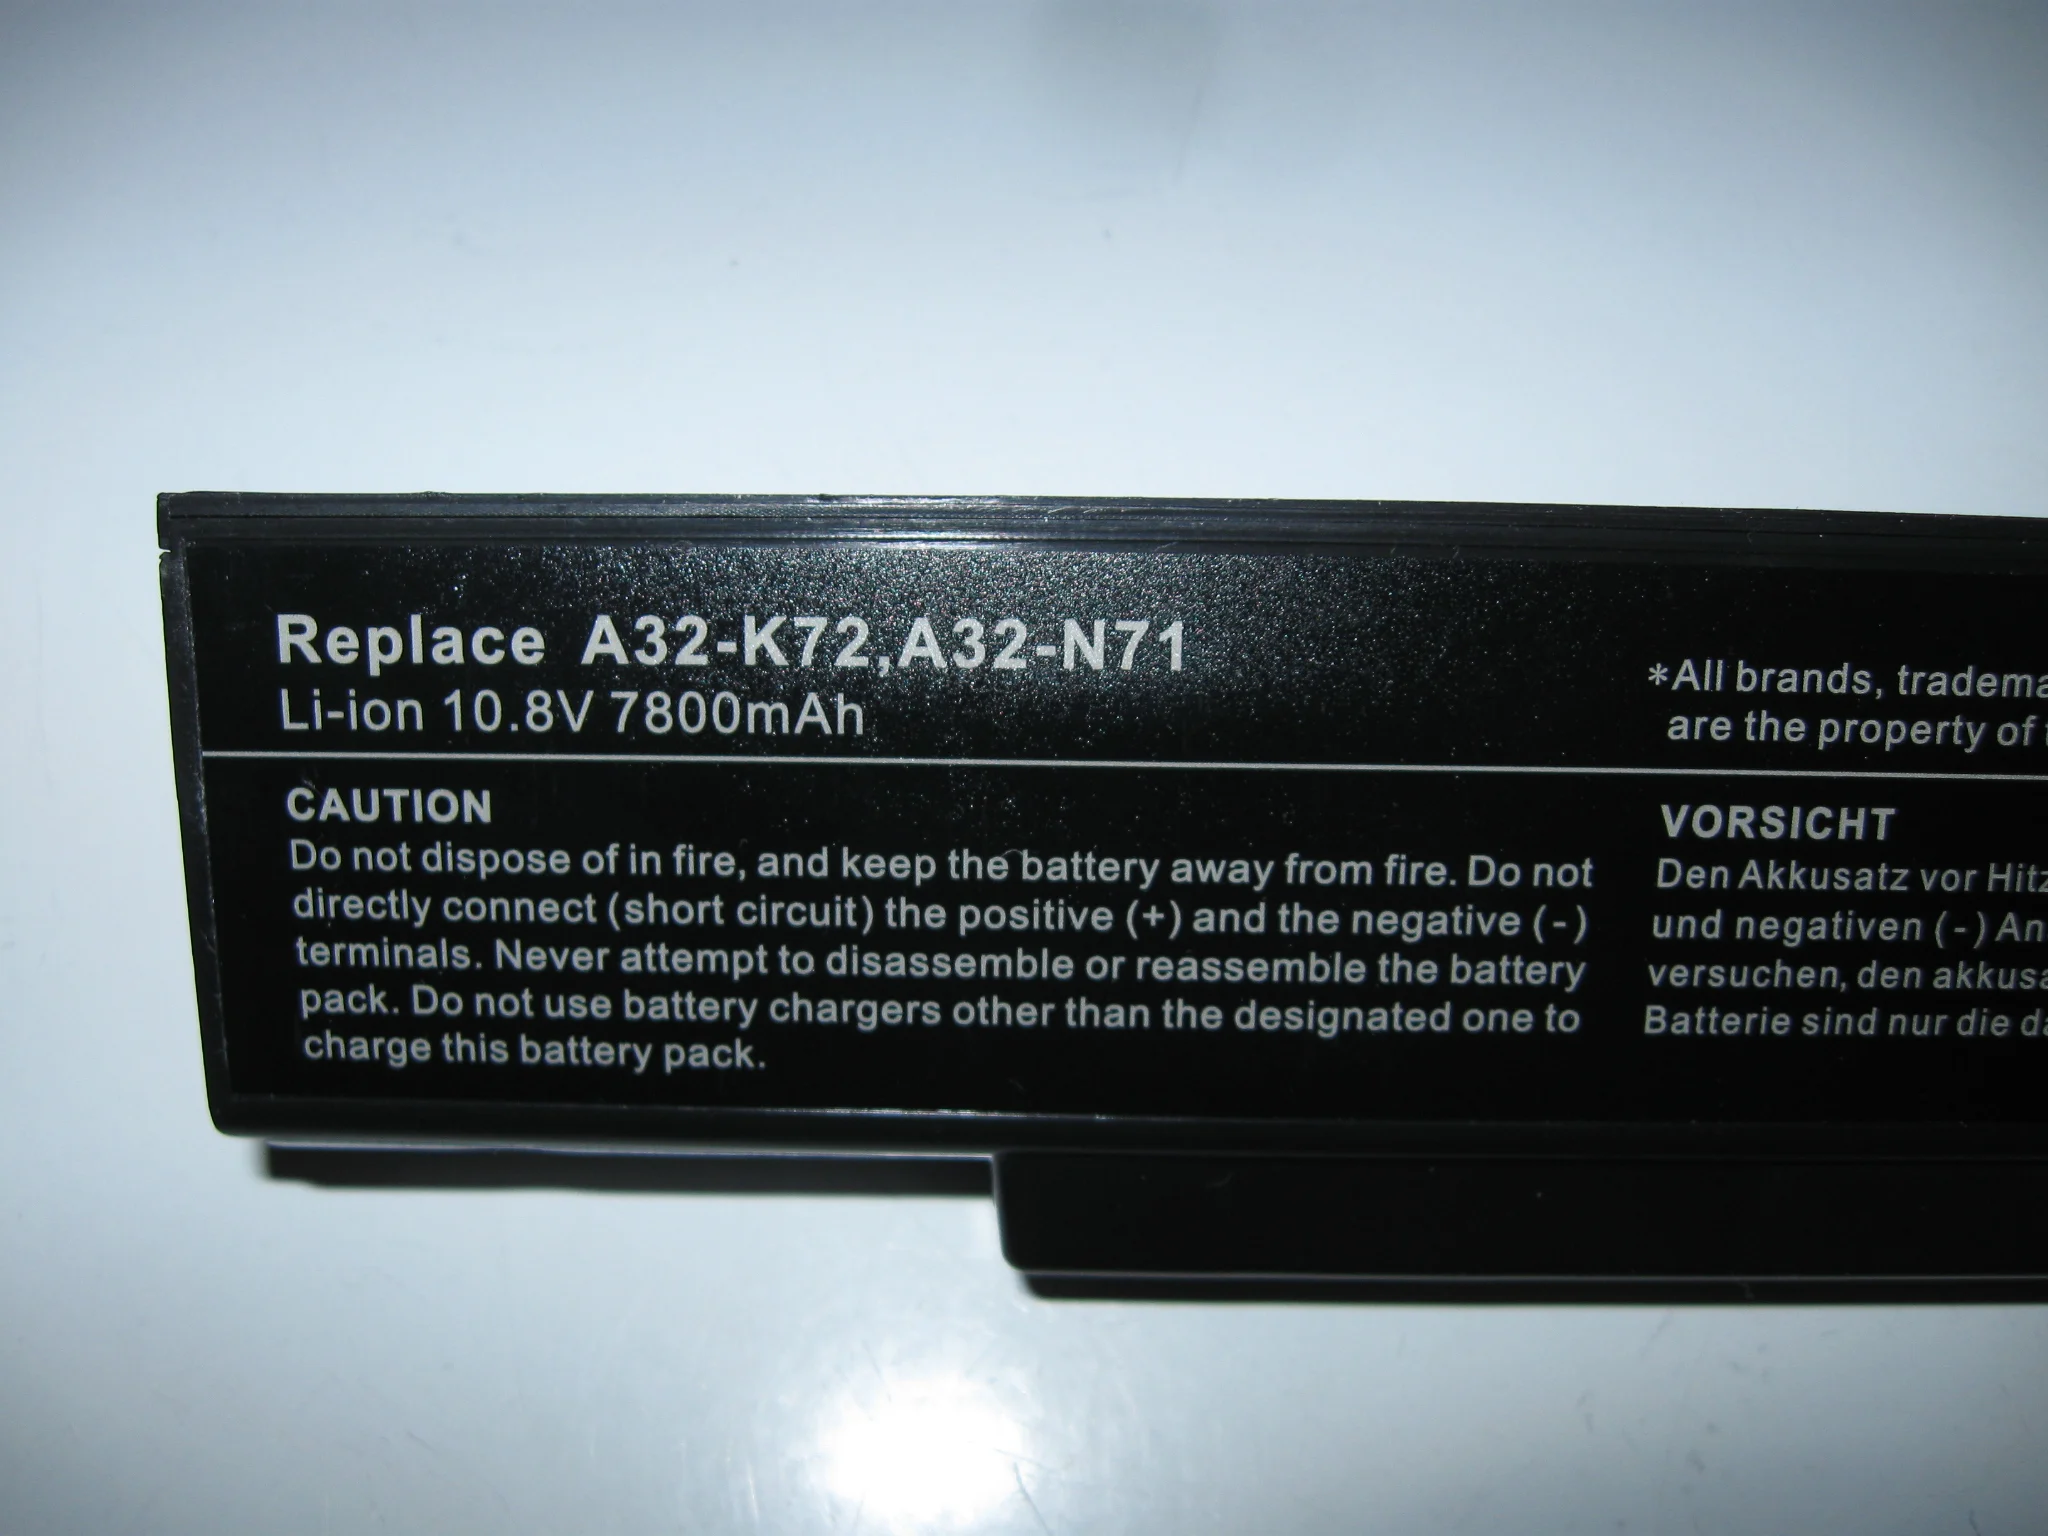 Replace A32-K72,A32-N71
Li-ion 10.8V 7800mAh
*All brands,
are the property of
CAUTION
Do not dispose of in fire, and keep the battery away from fire. Do not
directly connect (short circuit) the positive (+) and the negative (-)
terminals. Never attempt to disassemble or reassemble the battery
pack. Do not use battery chargers other than the designated one to
charge this battery pack.
VORSICHT
Den Akkusatz vor
und negativen (-)
versuchen, den
Batterie sind nur die